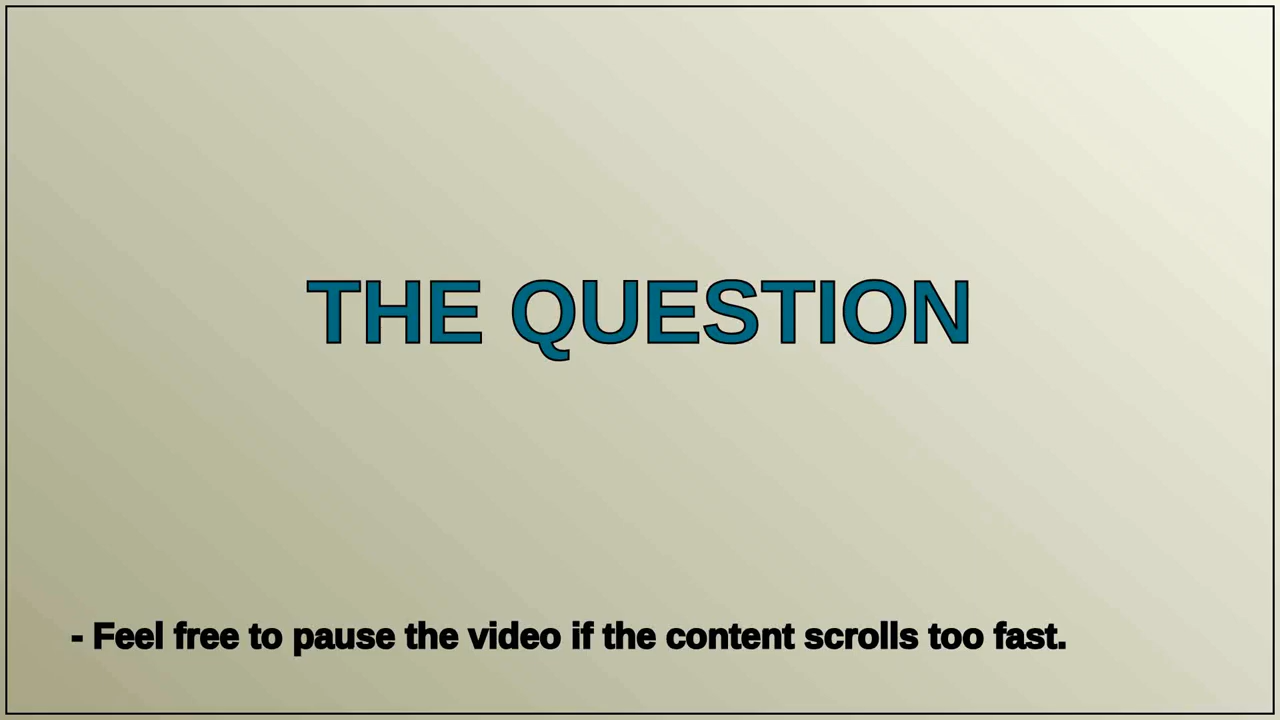 THE QUESTION
- Feel free to pause the video if the content scrolls too fast.